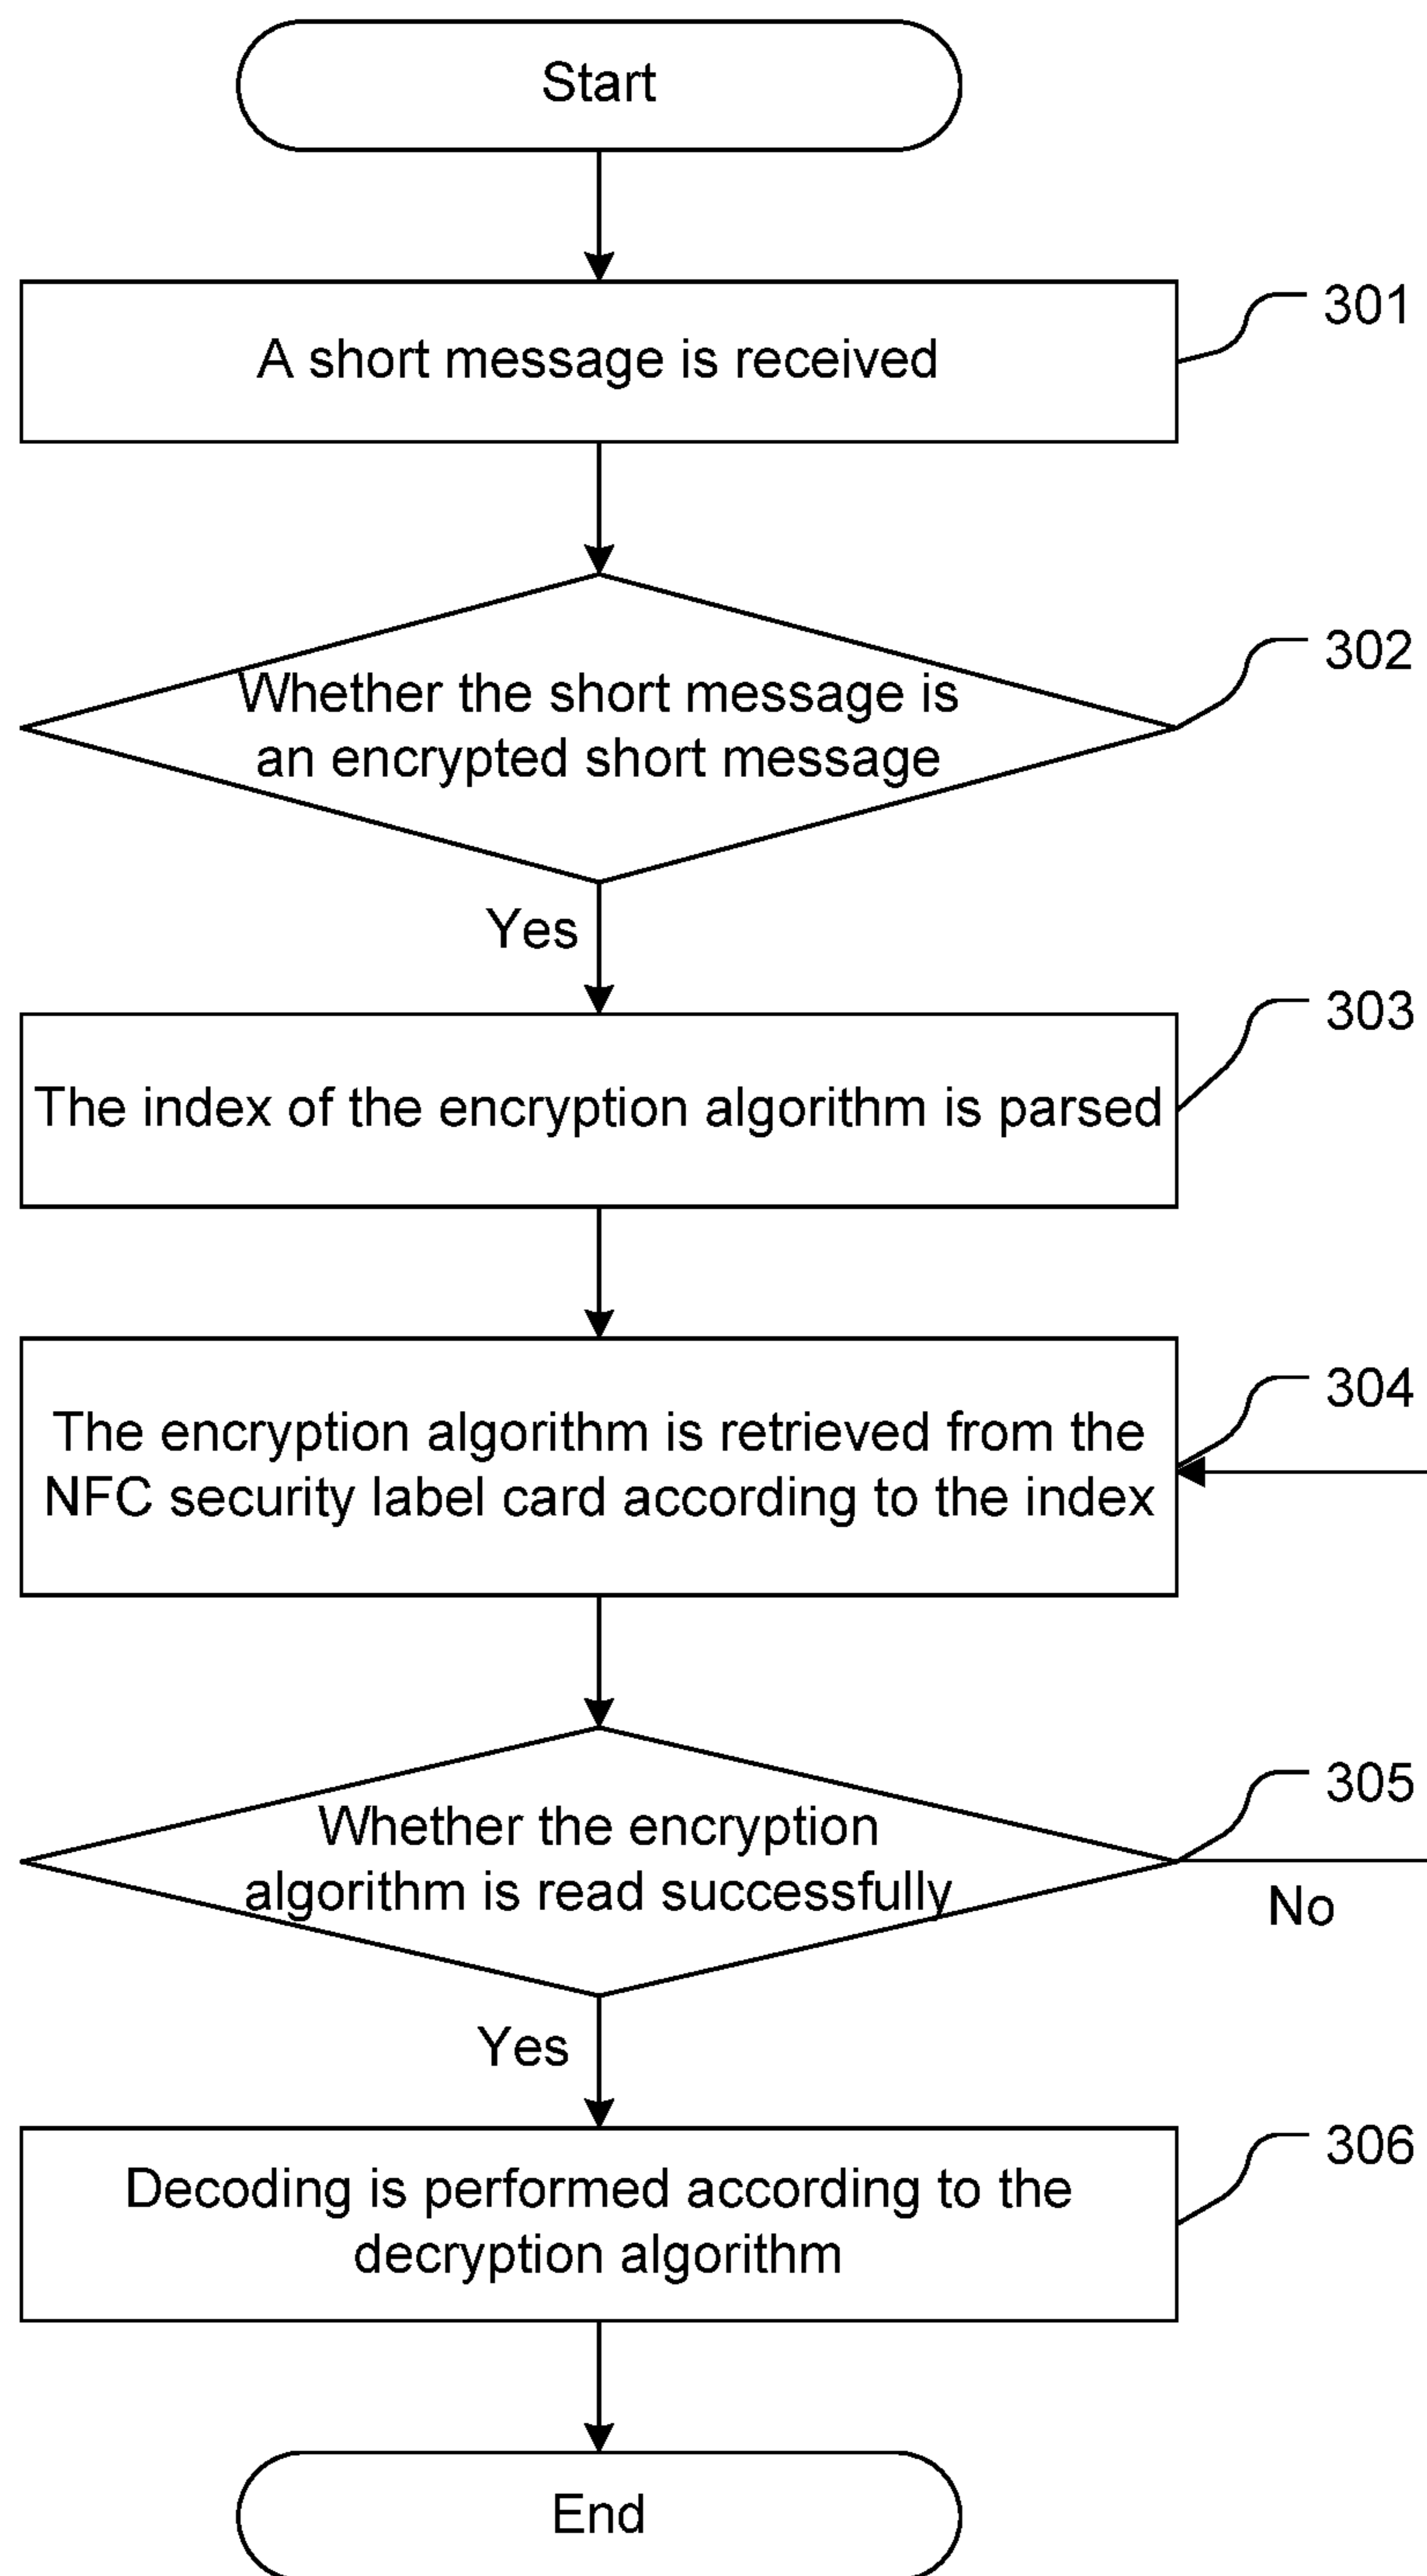 Start
A short message is received
301
Whether the short message is
an encrypted short message
302
Yes
The index of the encryption algorithm is parsed
303
The encryption algorithm is retrieved from the
NFC security label card according to the index
304
Whether the encryption
algorithm is read successfully
305
No
Yes
Decoding is performed according to the
decryption algorithm
306
End